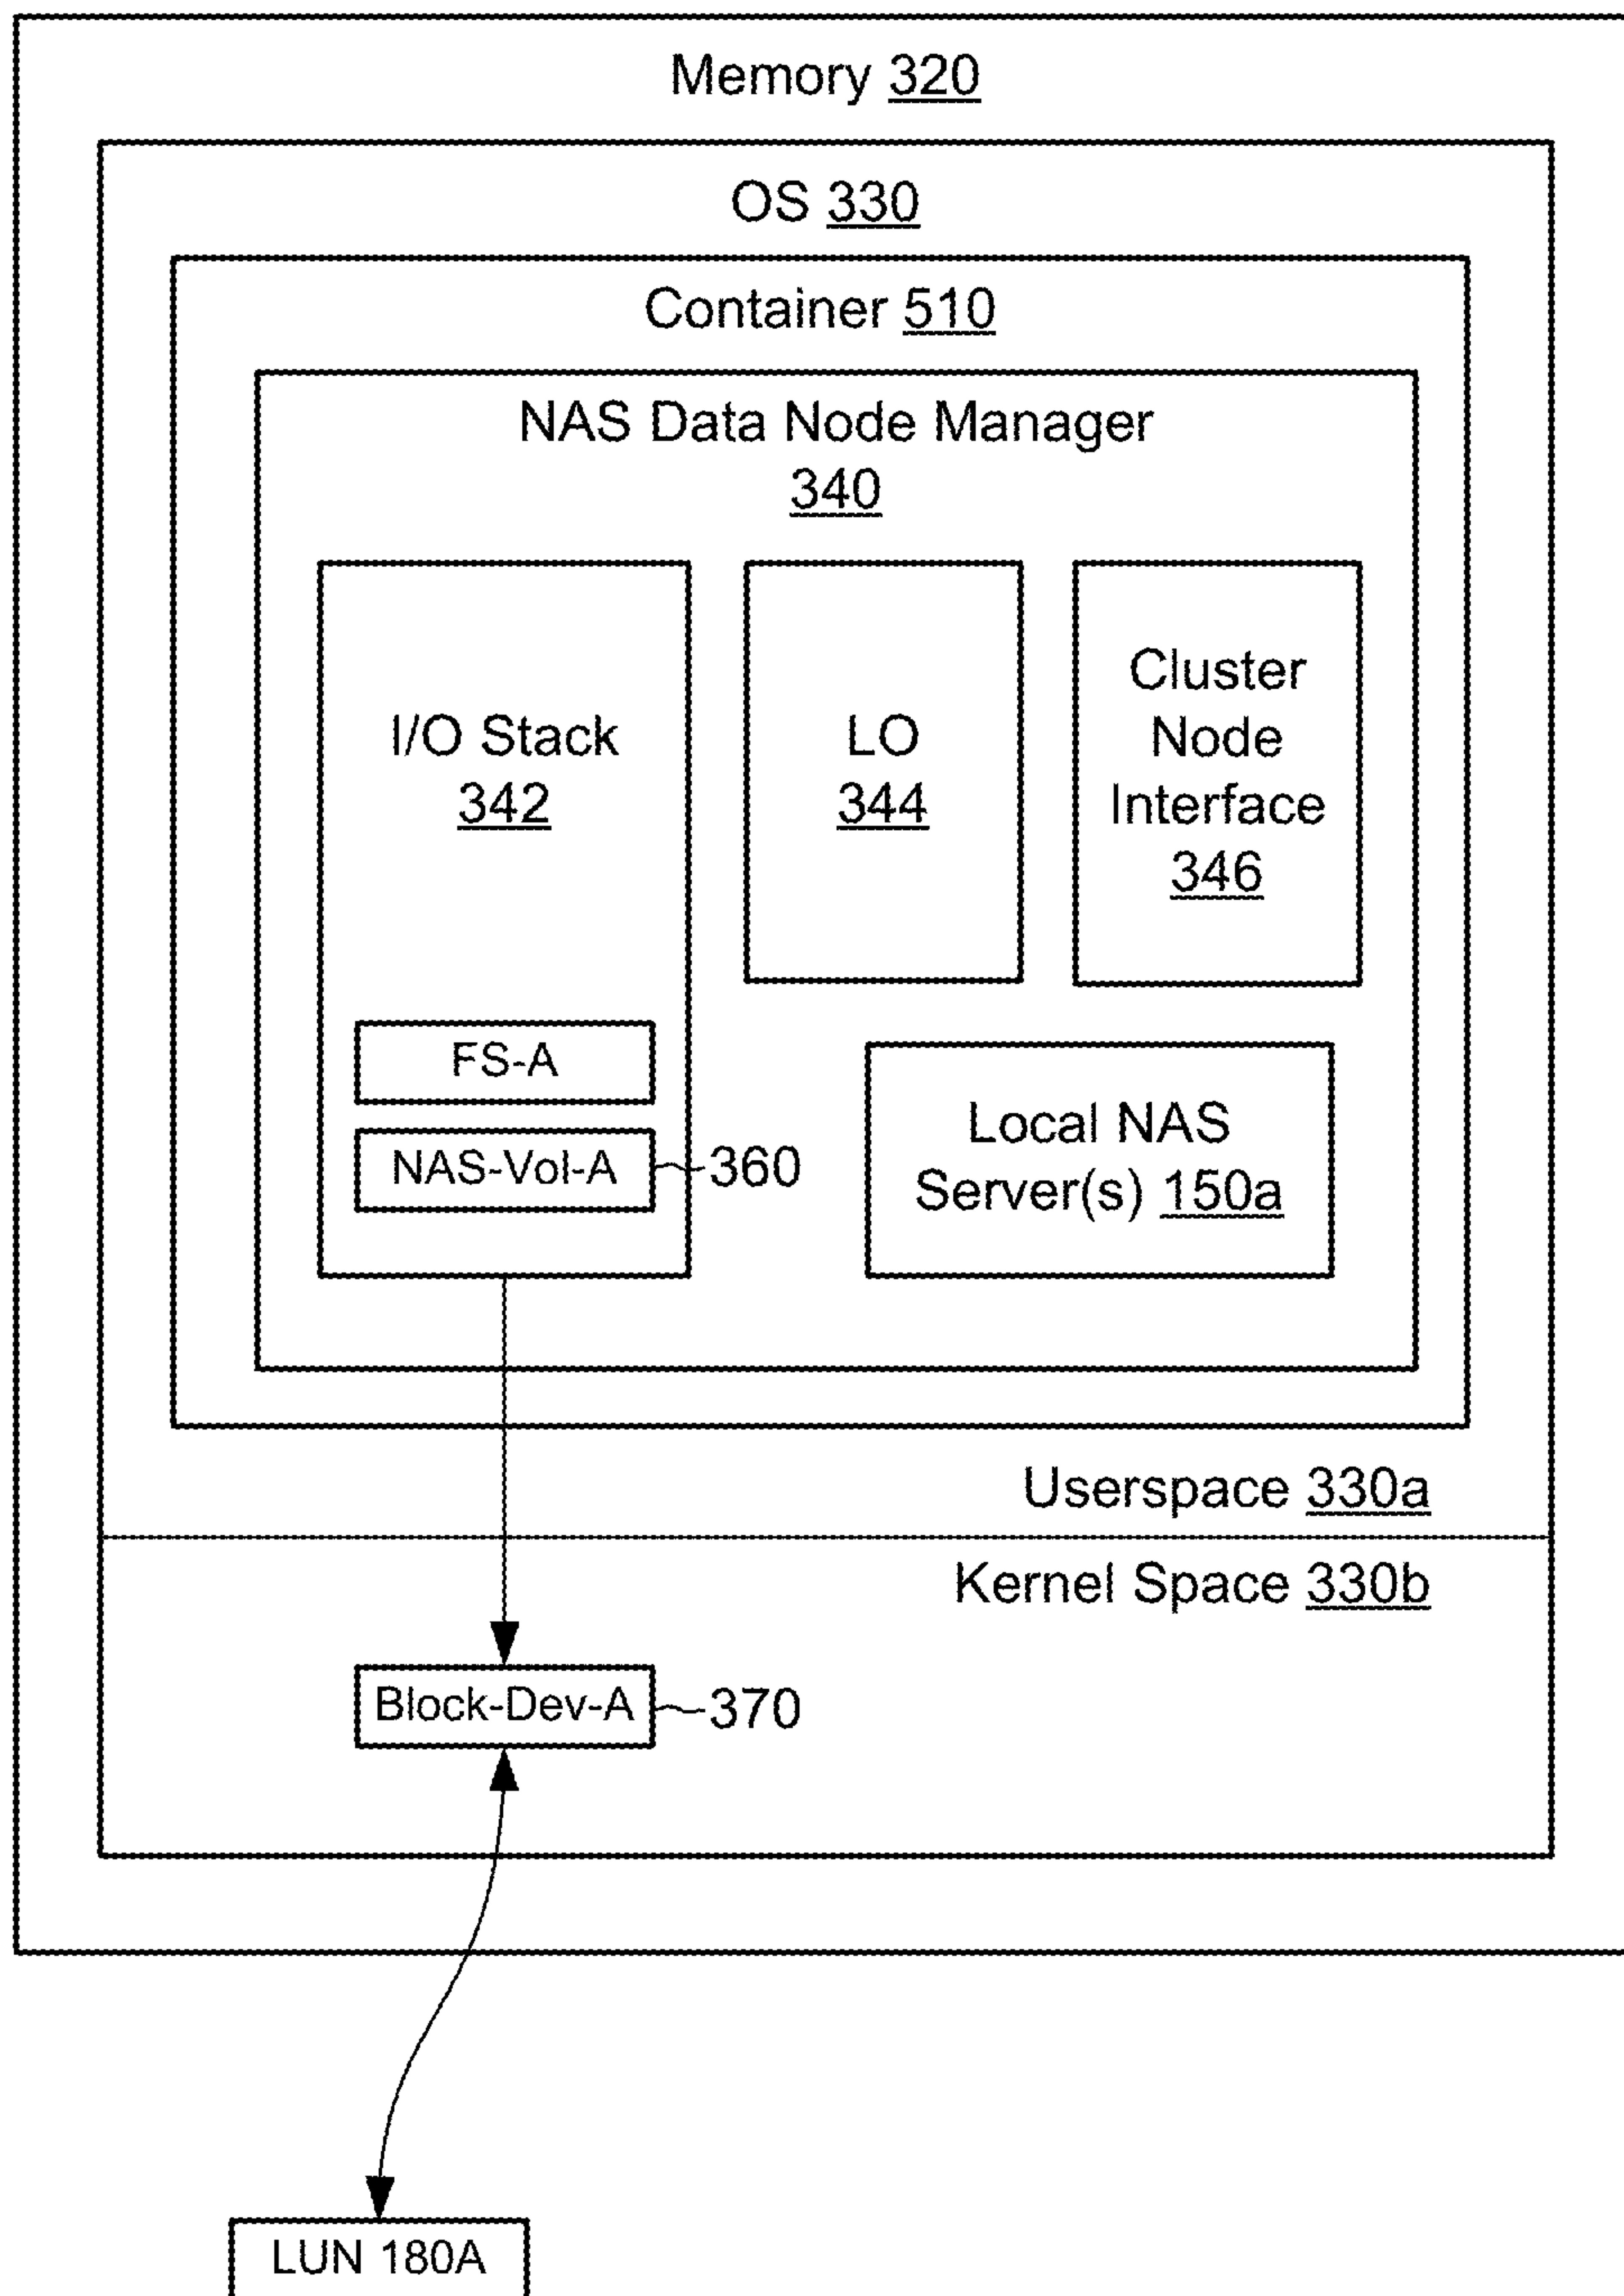 Memory 320
OS 330
Container 510
NAS Data Node Manager
340
I/O Stack
342
LO
344
Cluster
Node
Interface
346
FS-A
NAS-Vol-A
360
Local NAS
Server(s) 150a
Userspace 330a
Kernel Space 330b
Block-Dev-A
370
LUN 180A